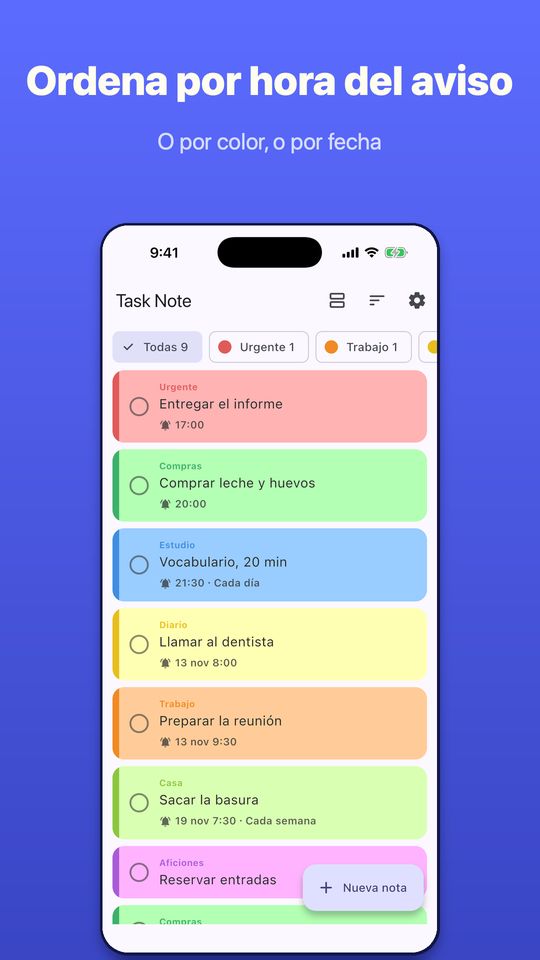 Ordena por hora del aviso
O por color, o por fecha
9:41
Task Note
Todas 9
Urgente 1
Trabajo 1
Urgente
Entregar el informe
17:00
Compras
Comprar leche y huevos
20:00
Estudio
Vocabulario, 20 min
21:30 · Cada día
Diario
Llamar al dentista
13 nov 8:00
Trabajo
Preparar la reunión
13 nov 9:30
Casa
Sacar la basura
19 nov 7:30 · Cada semana
Aficiones
Reservar entradas
Nueva nota
Compras